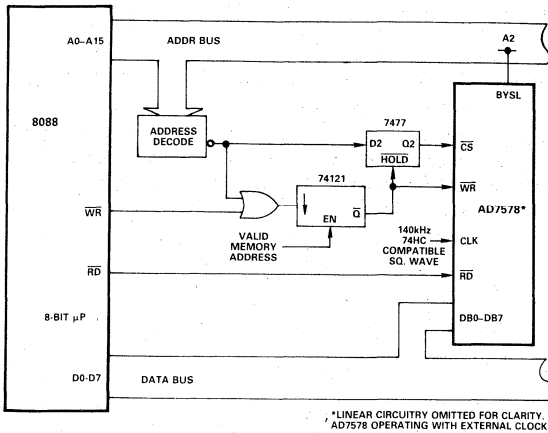 A0–A15
ADDR BUS
A2
BYSL
8088
ADDRESS
DECODE
7477
D2 Q2
HOLD
CS
74121
WR
EN
Q
WR
AD7578*
VALID
MEMORY
ADDRESS
140kHz
74HC
COMPATIBLE
SQ. WAVE
CLK
RD
RD
8-BIT µP
DB0–DB7
D0-D7
DATA BUS
*LINEAR CIRCUITRY OMITTED FOR CLARITY.
AD7578 OPERATING WITH EXTERNAL CLOCK